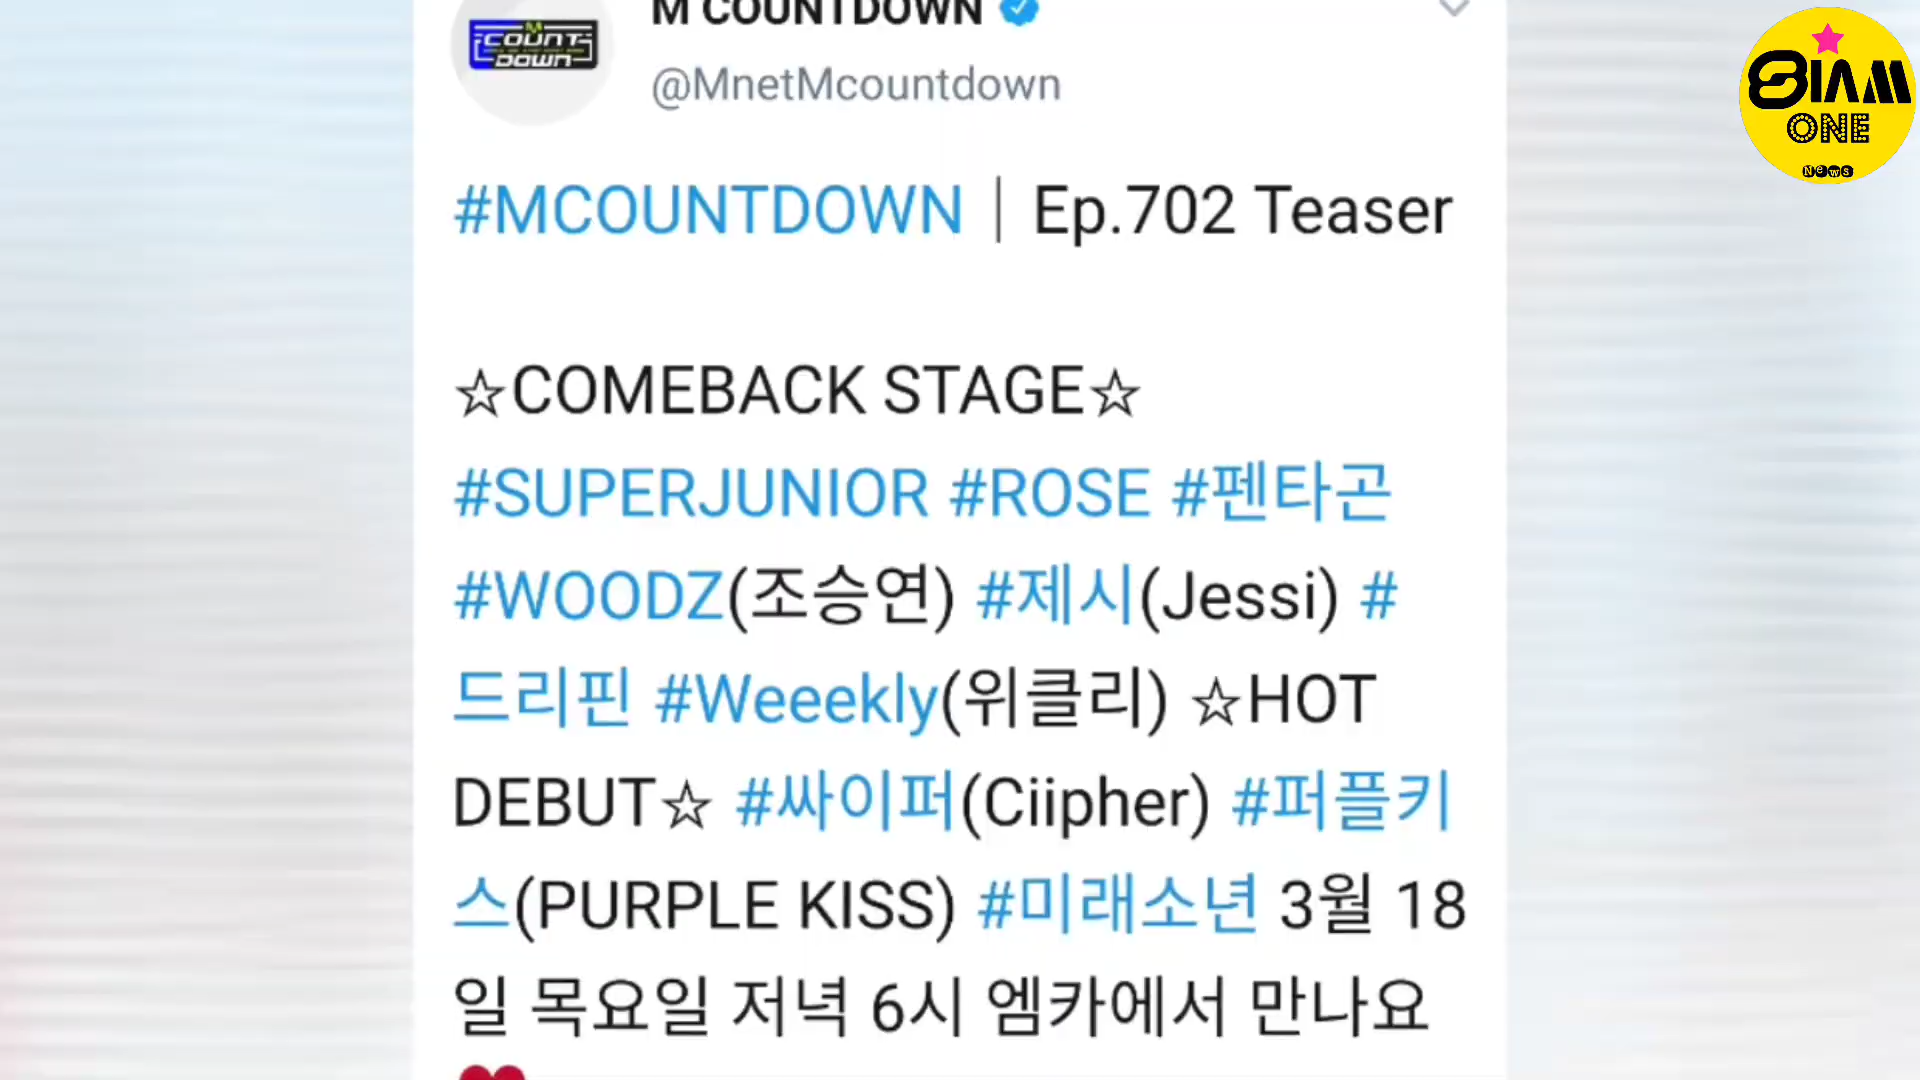 M COUNTDOWN
M
COUNT
DOWN
@MnetMcountdown
8IAM
ONE
News
#MCOUNTDOWN│Ep.702 Teaser
☆COMEBACK STAGE☆
#SUPERJUNIOR #ROSE #펜타곤
#WOODZ(조승연) #제시(Jessi) #
드리핀 #Weeekly(위클리) ☆HOT
DEBUT☆ #싸이퍼(Ciipher) #퍼플키
스(PURPLE KISS) #미래소년 3월 18
일 목요일 저녁 6시 엠카에서 만나요